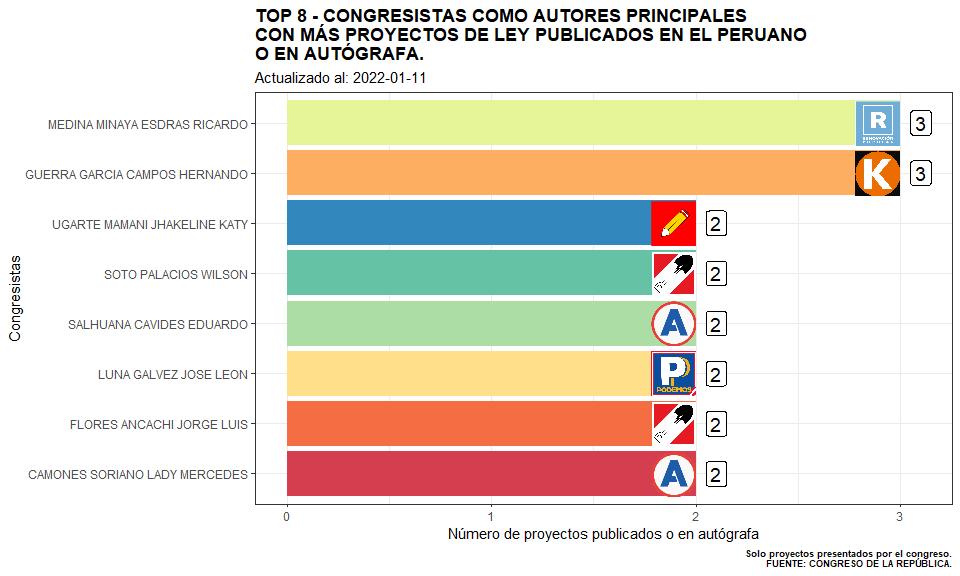 TOP 8 - CONGRESISTAS COMO AUTORES PRINCIPALES
CON MÁS PROYECTOS DE LEY PUBLICADOS EN EL PERUANO
O EN AUTÓGRAFA.
Actualizado al: 2022-01-11
Congresistas
MEDINA MINAYA ESDRAS RICARDO
R
RENOVACIÓN
POPULAR
3
GUERRA GARCIA CAMPOS HERNANDO
K
3
UGARTE MAMANI JHAKELINE KATY
2
SOTO PALACIOS WILSON
2
SALHUANA CAVIDES EDUARDO
A
2
LUNA GALVEZ JOSE LEON
P
PODEMOS
2
FLORES ANCACHI JORGE LUIS
2
CAMONES SORIANO LADY MERCEDES
A
2
0
1
2
3
Número de proyectos publicados o en autógrafa
Solo proyectos presentados por el congreso.
FUENTE: CONGRESO DE LA REPÚBLICA.